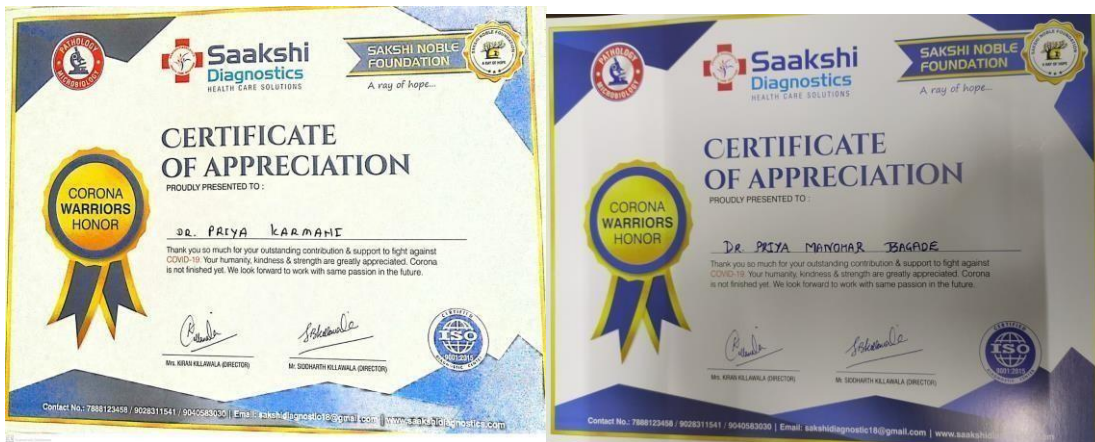 PATHOLOGY
MICROBIOLOGY
Saakshi
Diagnostics
HEALTH CARE SOLUTIONS
SAKSHI NOBLE
FOUNDATION
A ray of hope...
CERTIFICATE
OF APPRECIATION
PROUDLY PRESENTED TO :
CORONA
WARRIORS
HONOR
DR. PRIYA KARMANI
Thank you so much for your outstanding contribution & support to fight against
COVID-19. Your humanity, kindness & strength are greatly appreciated. Corona
is not finished yet. We look forward to work with same passion in the future.
Mrs. KIRAN KILLAWALA (DIRECTOR)
Mr. SIDDHARTH KILLAWALA (DIRECTOR)
CERTIFIED
ISO
9001:2015
Contact No.: 7888123458 / 9028311541 / 9040583030 | Email: sakshidiagnostic18@gmail.com | www.saakshidiagnostics.com
PATHOLOGY
MICROBIOLOGY
Saakshi
Diagnostics
HEALTH CARE SOLUTIONS
SAKSHI NOBLE
FOUNDATION
A ray of hope...
CERTIFICATE
OF APPRECIATION
PROUDLY PRESENTED TO :
CORONA
WARRIORS
HONOR
DR. PRIYA MANOHAR BAGADE
Thank you so much for your outstanding contribution & support to fight against
COVID-19. Your humanity, kindness & strength are greatly appreciated. Corona
is not finished yet. We look forward to work with same passion in the future.
Mrs. KIRAN KILLAWALA (DIRECTOR)
Mr. SIDDHARTH KILLAWALA (DIRECTOR)
CERTIFIED
ISO
9001:2015
Contact No.: 7888123458 / 9028311541 / 9040583030 | Email: sakshidiagnostic18@gmail.com | www.saakshid